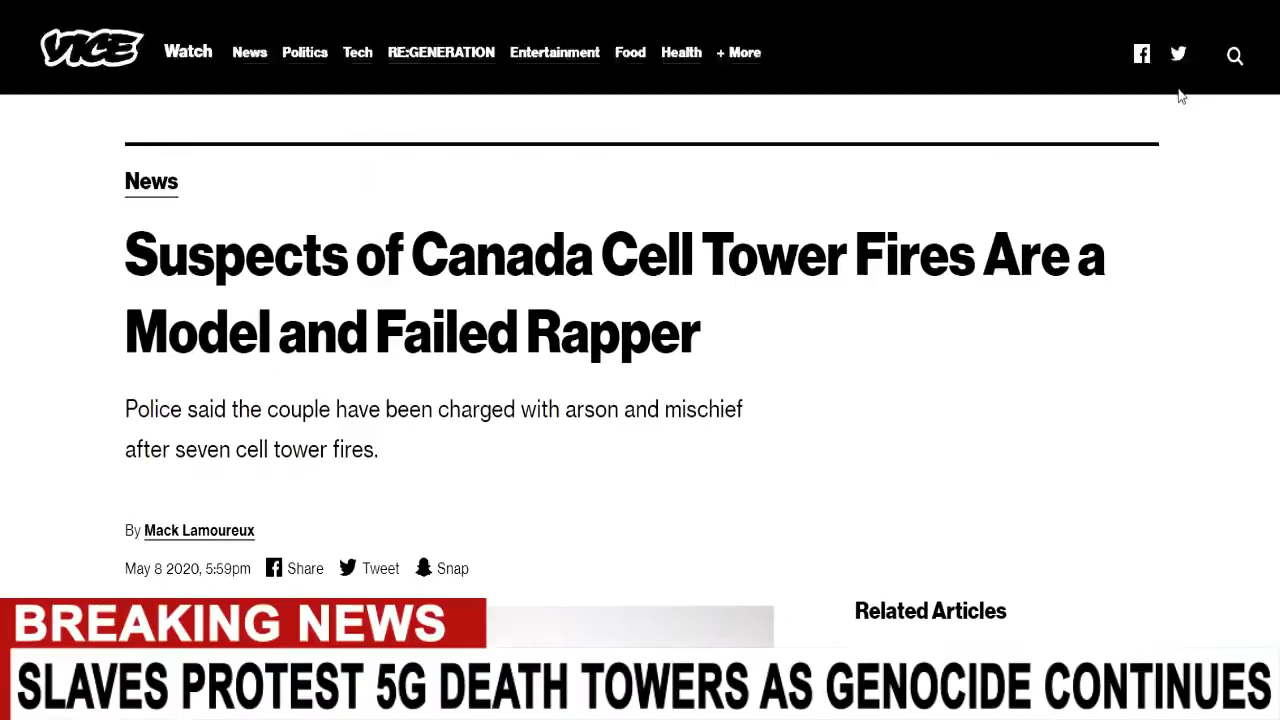 VICE Watch News Politics Tech RE:GENERATION Entertainment Food Health + More
News
Suspects of Canada Cell Tower Fires Are a
Model and Failed Rapper
Police said the couple have been charged with arson and mischief
after seven cell tower fires.
By Mack Lamoureux
May 8 2020, 5:59pm Share Tweet Snap
Related Articles
BREAKING NEWS
SLAVES PROTEST 5G DEATH TOWERS AS GENOCIDE CONTINUES